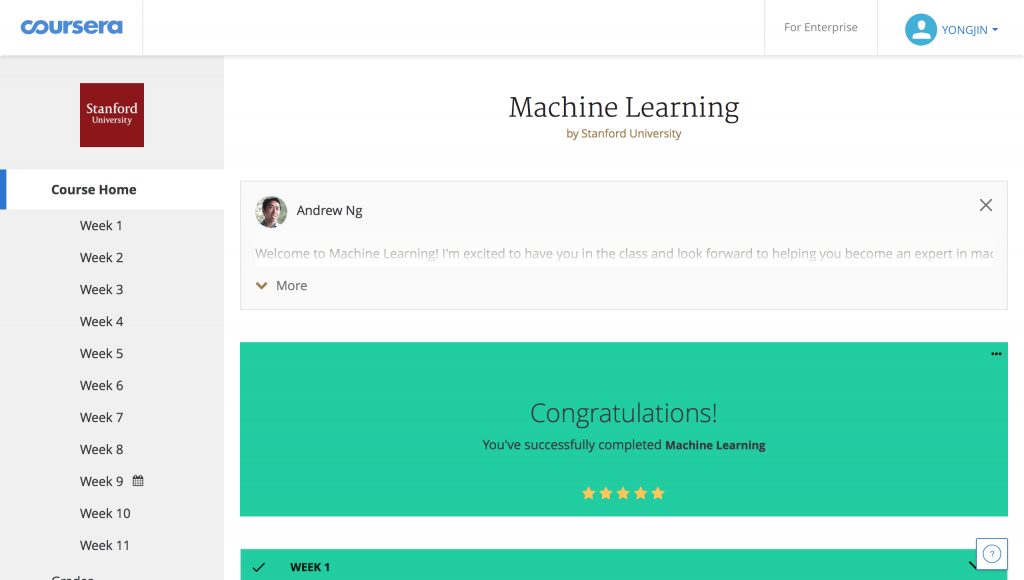 coursera
For Enterprise
YONGJIN
Stanford
University
Machine Learning
by Stanford University
Course Home
Week 1
Week 2
Week 3
Week 4
Week 5
Week 6
Week 7
Week 8
Week 9
Week 10
Week 11
Grades
Andrew Ng
Welcome to Machine Learning! I'm excited to have you in the class and look forward to helping you become an expert in mac
More
Congratulations!
You've successfully completed Machine Learning
WEEK 1
?